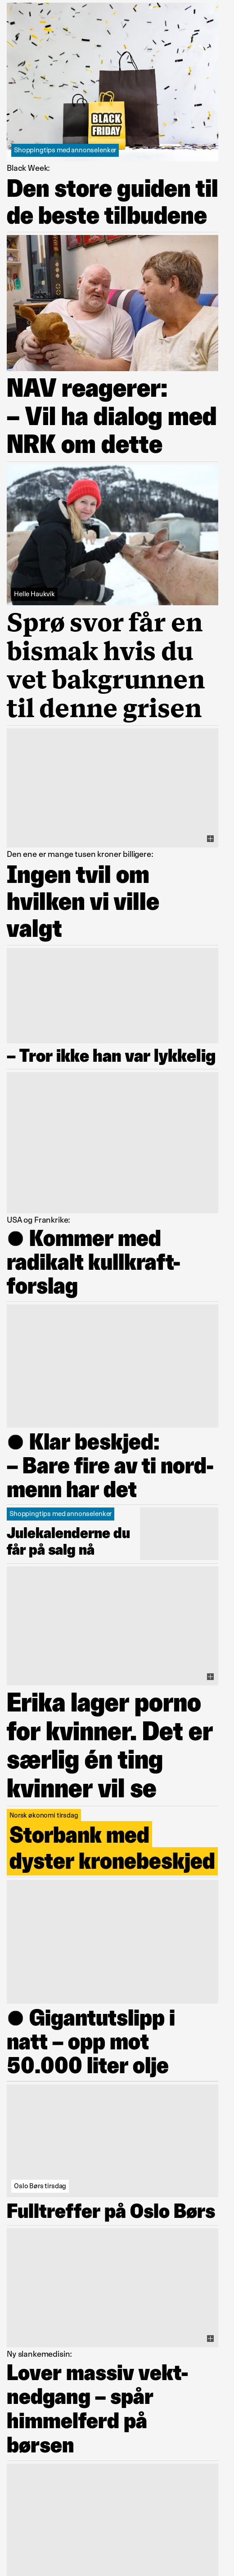 BLACK
FRIDAY
Shoppingtips med annonselenker
Black Week:
Den store guiden til
de beste tilbudene
NAV reagerer:
– Vil ha dialog med
NRK om dette
Helle Haukvik
Sprø svor får en
bismak hvis du
vet bakgrunnen
til denne grisen
Den ene er mange tusen kroner billigere:
Ingen tvil om
hvilken vi ville
valgt
– Tror ikke han var lykkelig
USA og Frankrike:
● Kommer med
radikalt kullkraft-
forslag
● Klar beskjed:
– Bare fire av ti nord-
menn har det
Shoppingtips med annonselenker
Julekalenderne du
får på salg nå
Erika lager porno
for kvinner. Det er
særlig én ting
kvinner vil se
Norsk økonomi tirsdag
Storbank med
dyster kronebeskjed
● Gigantutslipp i
natt – opp mot
50.000 liter olje
Oslo Børs tirsdag
Fulltreffer på Oslo Børs
Ny slankemedisin:
Lover massiv vekt-
nedgang – spår
himmelferd på
børsen